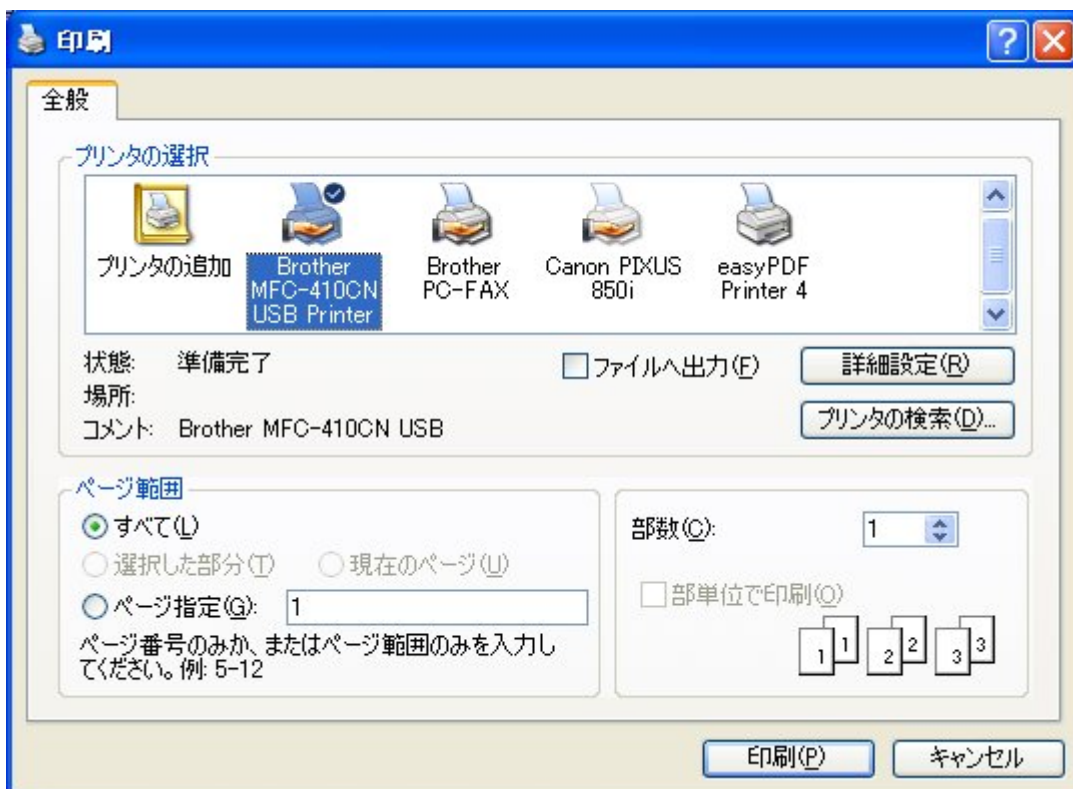 印刷
全般
プリンタの選択
プリンタの追加
Brother
MFC-410CN
USB Printer
Brother
PC-FAX
Canon PIXUS
850i
easyPDF
Printer 4
状態: 準備完了
ファイルへ出力(F)
詳細設定(R)
場所:
コメント: Brother MFC-410CN USB
プリンタの検索(D)...
ページ範囲
すべて(L)
選択した部分(T) 現在のページ(U)
ページ指定(G): 1
ページ番号のみか、またはページ範囲のみを入力し
てください。例: 5-12
部数(C): 1
部単位で印刷(O)
1 1 2 2 3 3
印刷(P) キャンセル